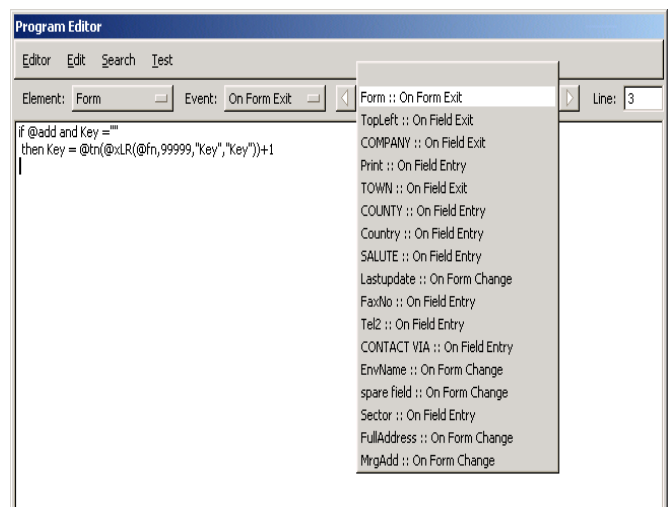 Program Editor
Editor Edit Search Test
Element: Form Event: On Form Exit Line: 3
if @add and Key =""
then Key = @tn(@xLR(@fn,99999,"Key","Key"))+1
Form :: On Form Exit
TopLeft :: On Field Exit
COMPANY :: On Field Exit
Print :: On Field Entry
TOWN :: On Field Exit
COUNTY :: On Field Entry
Country :: On Field Entry
SALUTE :: On Field Entry
Lastupdate :: On Form Change
FaxNo :: On Field Entry
Tel2 :: On Field Entry
CONTACT VIA :: On Field Entry
EnvName :: On Form Change
spare field :: On Form Change
Sector :: On Field Entry
FullAddress :: On Form Change
MrgAdd :: On Form Change